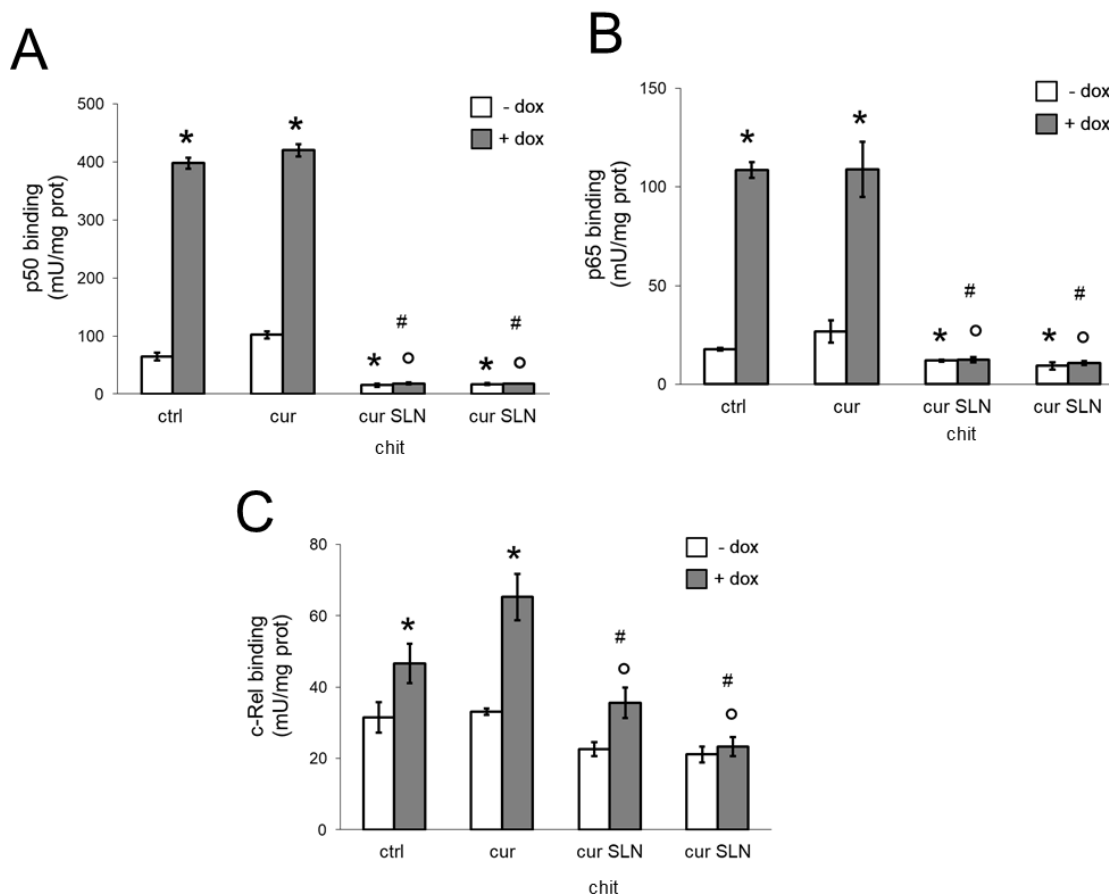 A
p50 binding
(mU/mg prot)
500
400
300
200
100
0
- dox
+ dox
*
*
*
#
o
*
#
o
ctrl
cur
cur SLN
cur SLN
chit
B
p65 binding
(mU/mg prot)
150
100
50
0
- dox
+ dox
*
*
*
#
o
*
#
o
ctrl
cur
cur SLN
cur SLN
chit
C
c-Rel binding
(mU/mg prot)
80
60
40
20
0
- dox
+ dox
*
*
#
o
#
o
ctrl
cur
cur SLN
cur SLN
chit